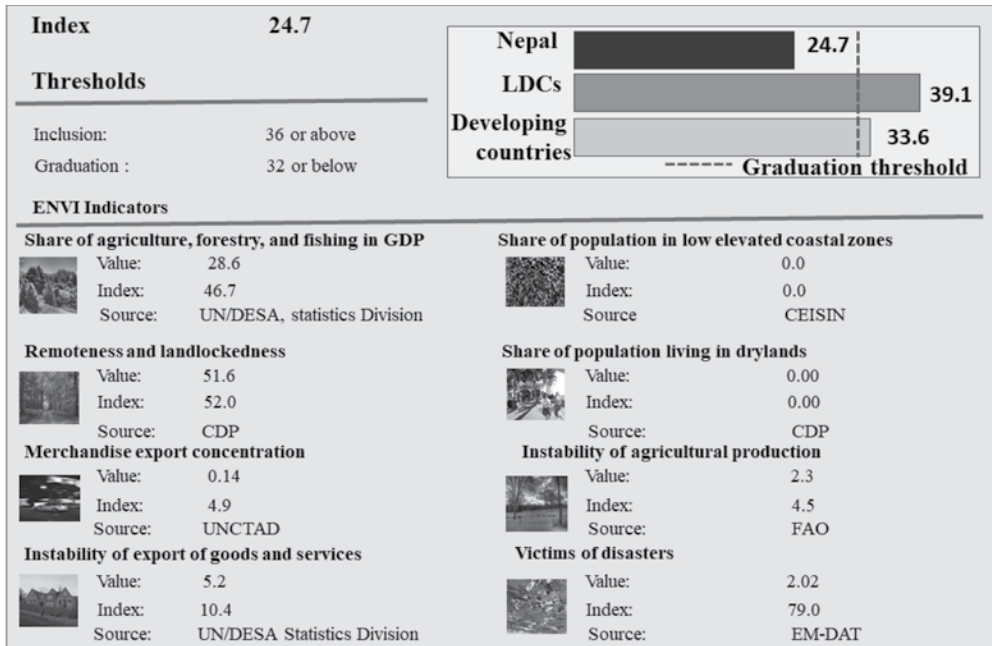 Index 24.7
Thresholds
Inclusion: 36 or above
Graduation : 32 or below
Nepal 24.7
LDCs 39.1
Developing
countries 33.6
Graduation threshold
ENVI Indicators
Share of agriculture, forestry, and fishing in GDP
Value: 28.6
Index: 46.7
Source: UN/DESA, statistics Division
Share of population in low elevated coastal zones
Value: 0.0
Index: 0.0
Source CEISIN
Remoteness and landlockedness
Value: 51.6
Index: 52.0
Source: CDP
Share of population living in drylands
Value: 0.00
Index: 0.00
Source: CDP
Merchandise export concentration
Value: 0.14
Index: 4.9
Source: UNCTAD
Instability of agricultural production
Value: 2.3
Index: 4.5
Source: FAO
Instability of export of goods and services
Value: 5.2
Index: 10.4
Source: UN/DESA Statistics Division
Victims of disasters
Value: 2.02
Index: 79.0
Source: EM-DAT